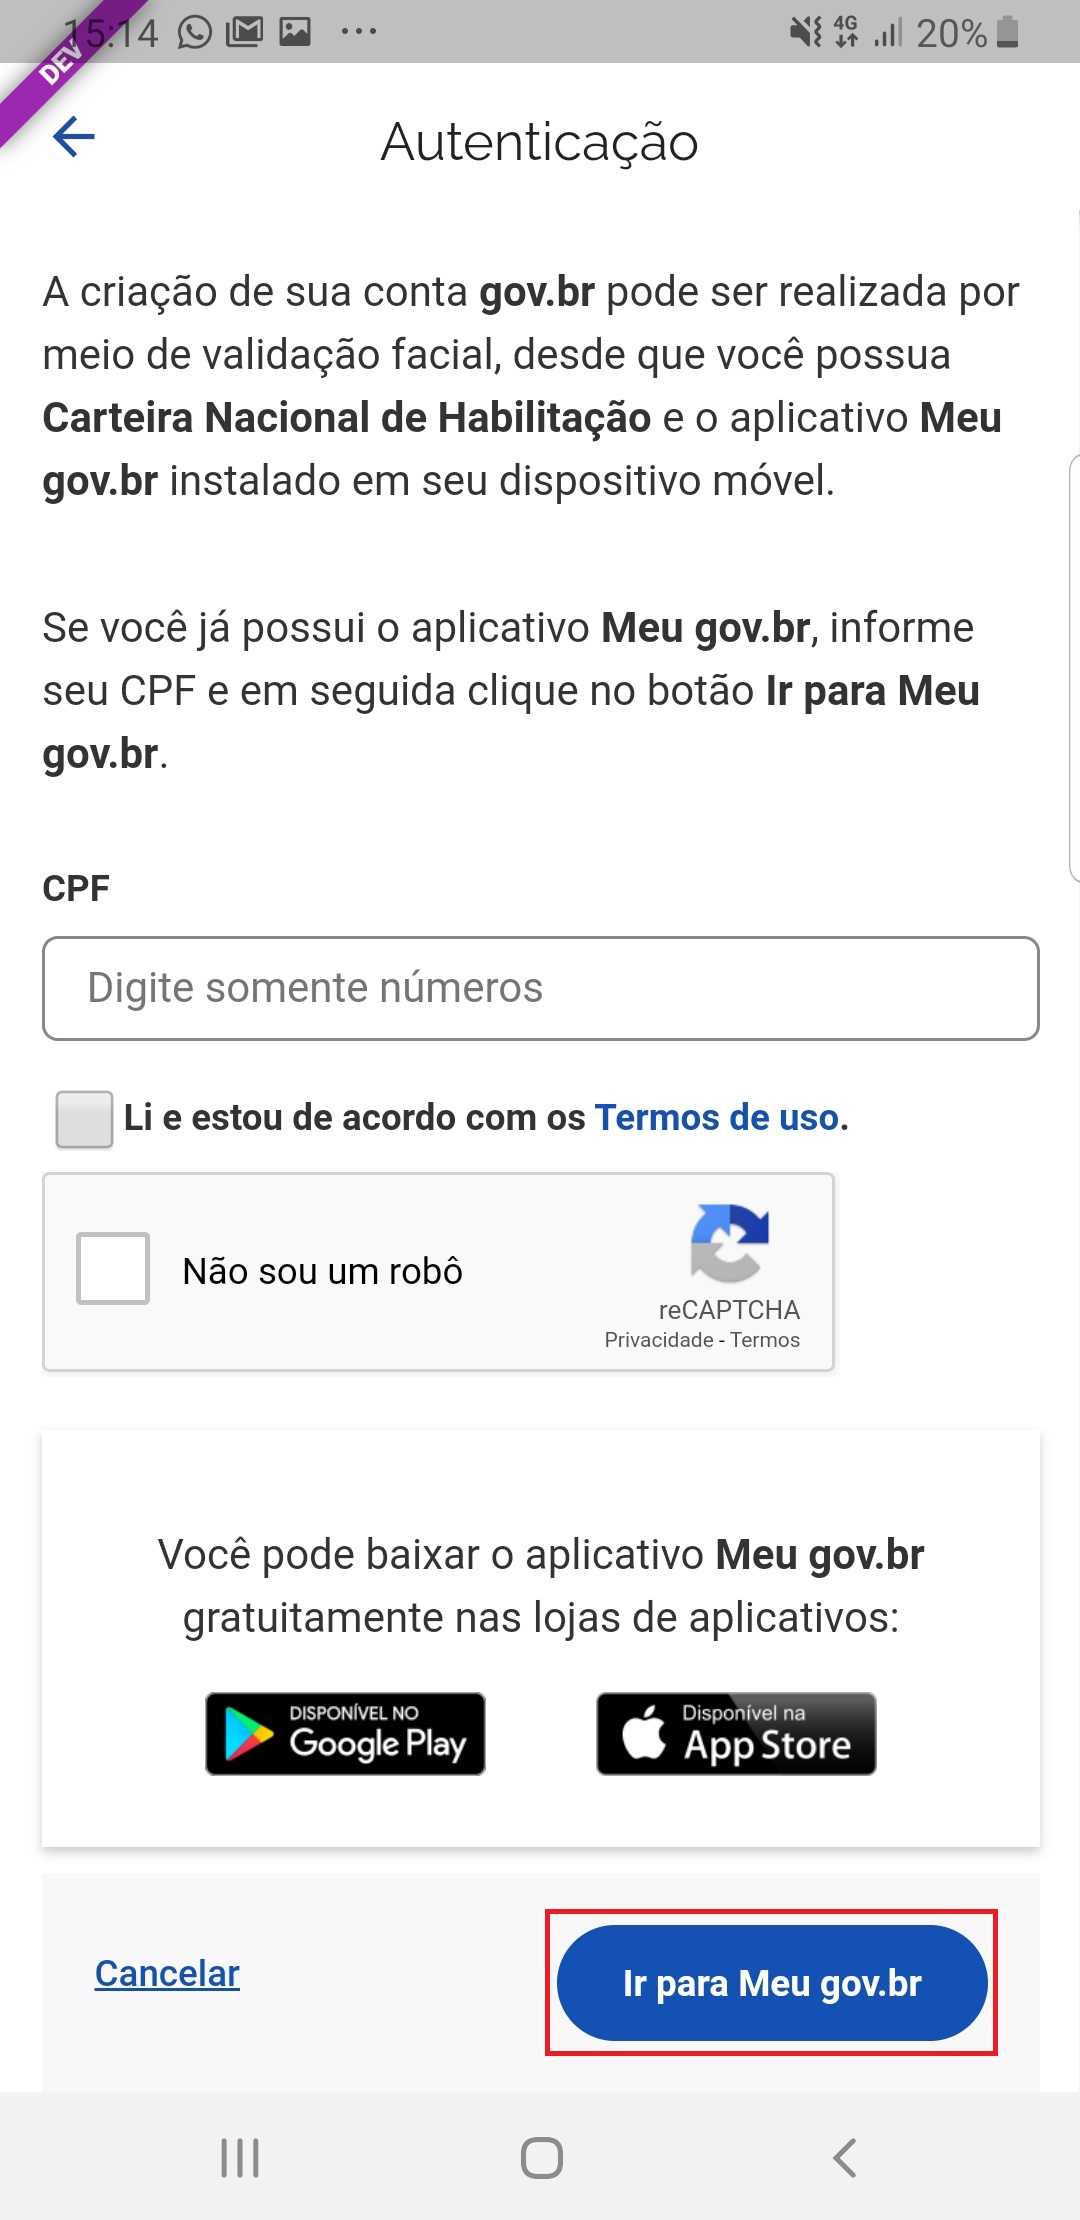 15:14
4G
20%
DEV
Autenticação
A criação de sua conta gov.br pode ser realizada por
meio de validação facial, desde que você possua
Carteira Nacional de Habilitação e o aplicativo Meu
gov.br instalado em seu dispositivo móvel.
Se você já possui o aplicativo Meu gov.br, informe
seu CPF e em seguida clique no botão Ir para Meu
gov.br.
CPF
Digite somente números
Li e estou de acordo com os Termos de uso.
Não sou um robô
reCAPTCHA
Privacidade - Termos
Você pode baixar o aplicativo Meu gov.br
gratuitamente nas lojas de aplicativos:
DISPONÍVEL NO
Google Play
Disponível na
App Store
Cancelar
Ir para Meu gov.br